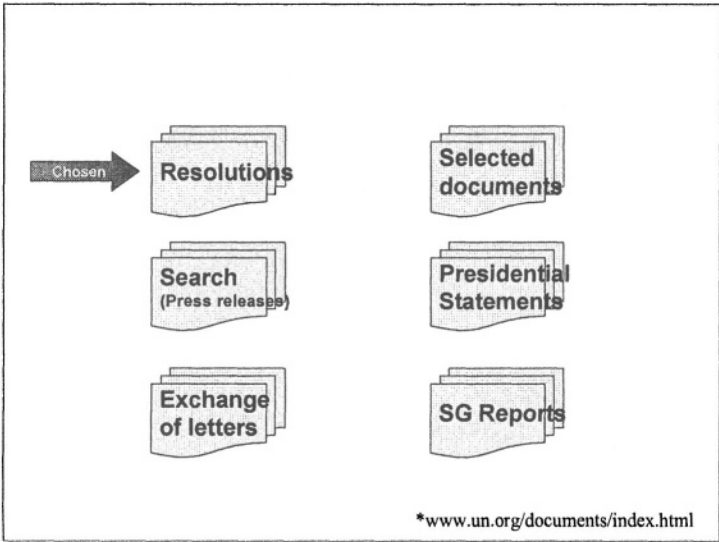 Chosen
Resolutions
Selected
documents
Search
(Press releases)
Presidential
Statements
Exchange
of letters
SG Reports
*www.un.org/documents/index.html